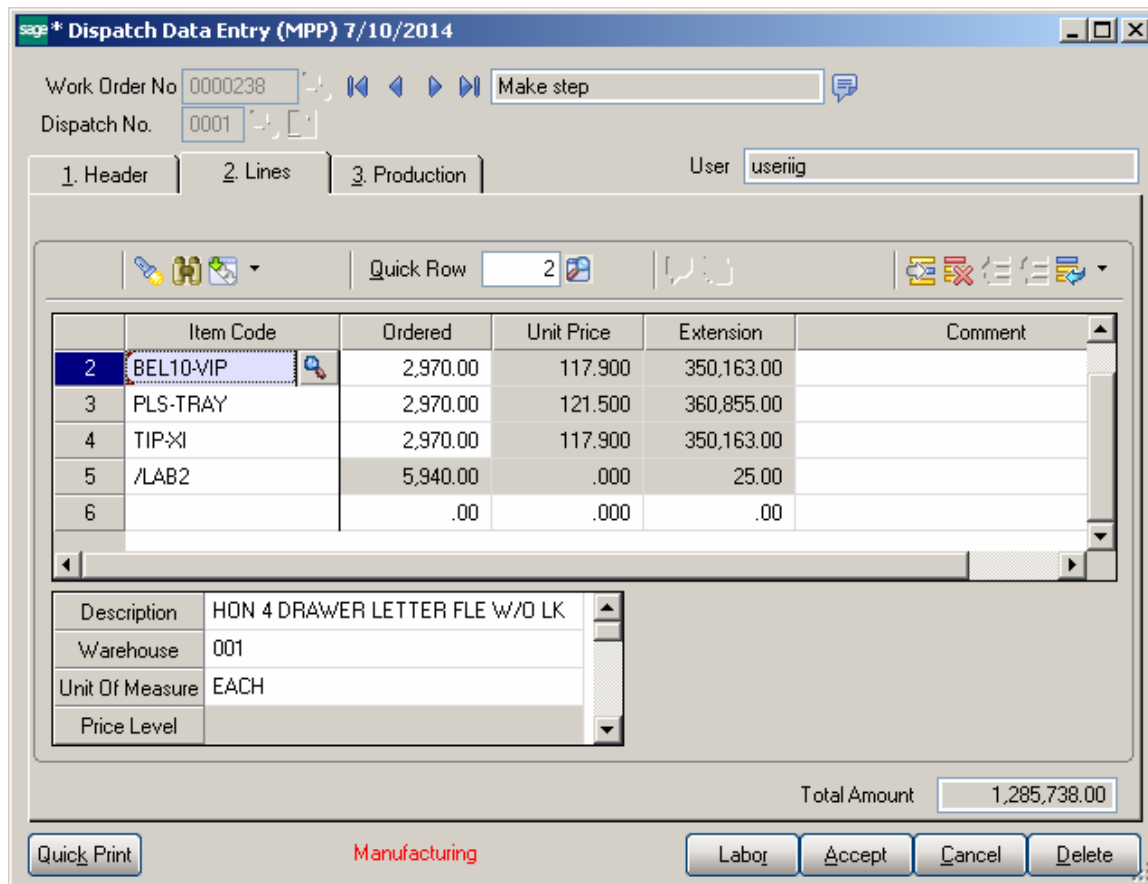 sage * Dispatch Data Entry (MPP) 7/10/2014
Work Order No 0000238 Make step
Dispatch No. 0001
1. Header 2. Lines 3. Production User useriig
Quick Row 2
Item Code Ordered Unit Price Extension Comment
2 BEL10-VIP 2,970.00 117.900 350,163.00
3 PLS-TRAY 2,970.00 121.500 360,855.00
4 TIP-XI 2,970.00 117.900 350,163.00
5 /LAB2 5,940.00 .000 25.00
6 .00 .000 .00
Description HON 4 DRAWER LETTER FLE W/O LK
Warehouse 001
Unit Of Measure EACH
Price Level
Total Amount 1,285,738.00
Quick Print Manufacturing Labor Accept Cancel Delete